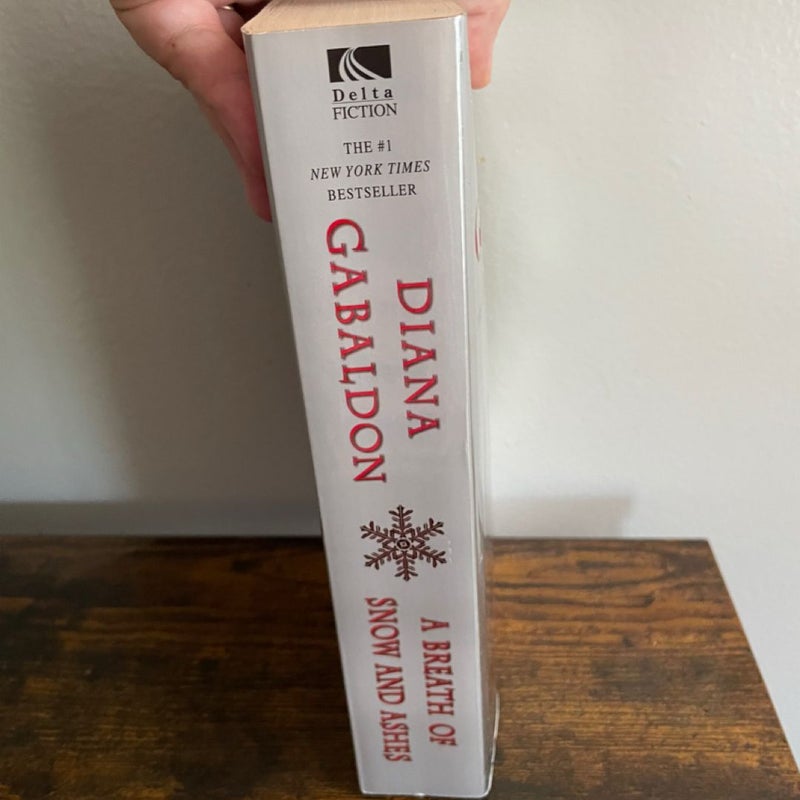 Delta
FICTION
THE #1
NEW YORK TIMES
BESTSELLER
DIANA
GABALDON
A BREATH OF
SNOW AND ASHES